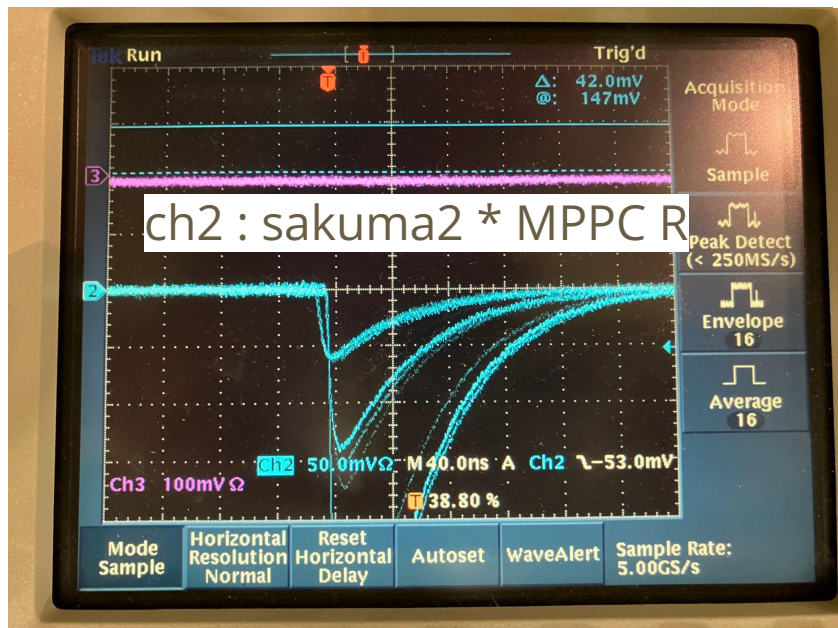 Tek Run Trig'd
T
Δ: 42.0mV
@: 147mV
Acquisition
Mode
Sample
3
ch2 : sakuma2 * MPPC R
Peak Detect
(< 250MS/s)
2
Envelope
16
Average
16
Ch2 50.0mVΩ M 40.0ns A Ch2 -53.0mV
Ch3 100mVΩ
T 38.80 %
Mode
Sample
Horizontal
Resolution
Normal
Reset
Horizontal
Delay
Autoset
WaveAlert
Sample Rate:
5.00GS/s